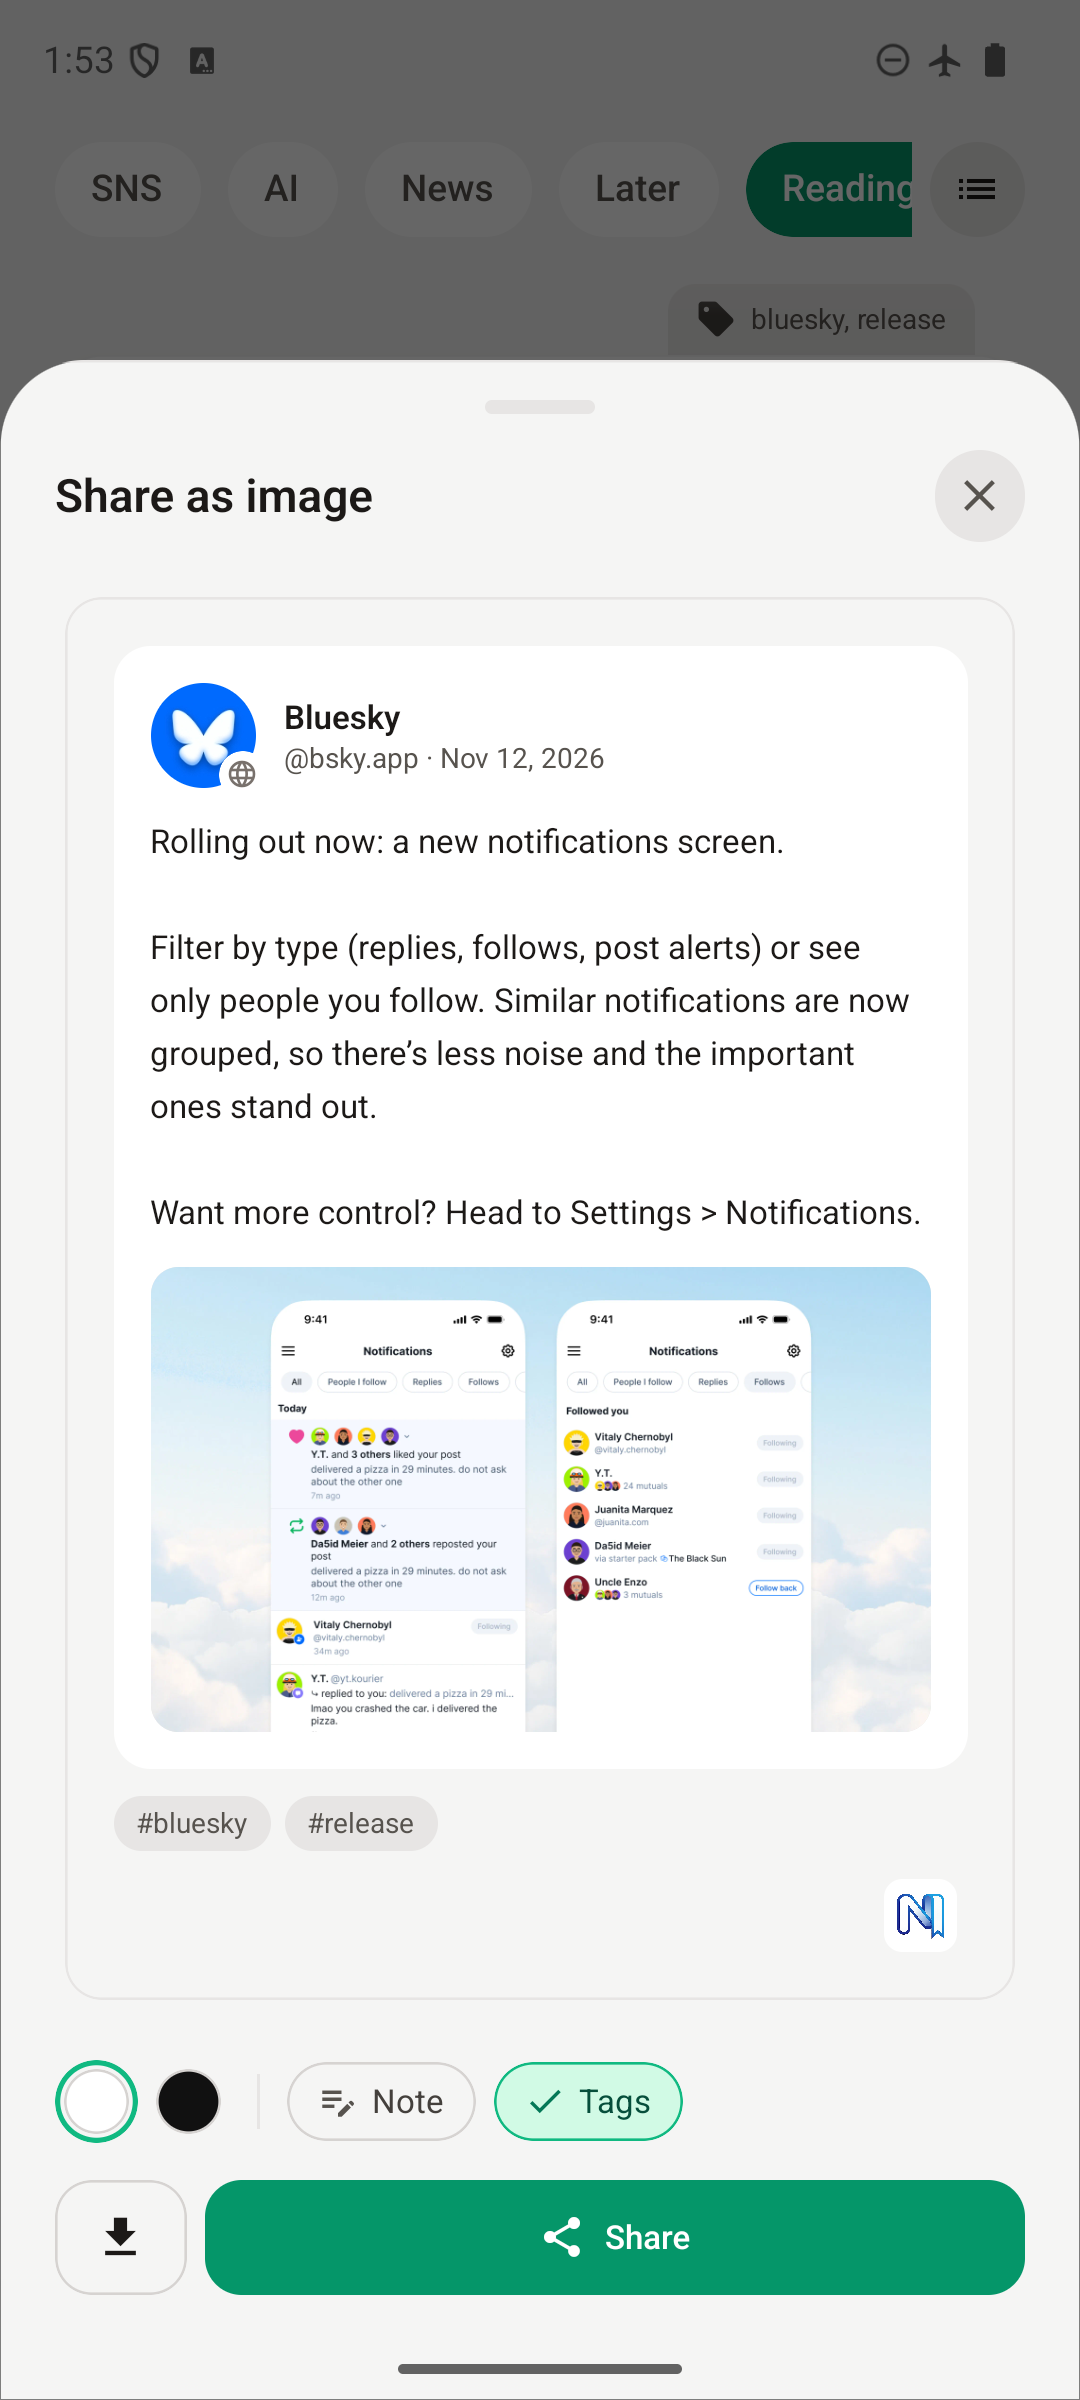 1:53
SNS
AI
News
Later
Reading
bluesky, release
Share as image
Bluesky
@bsky.app · Nov 12, 2026
Rolling out now: a new notifications screen.
Filter by type (replies, follows, post alerts) or see
only people you follow. Similar notifications are now
grouped, so there’s less noise and the important
ones stand out.
Want more control? Head to Settings > Notifications.
9:41
Notifications
All
People I follow
Replies
Follows
Today
Y.T. and 3 others liked your post
delivered a pizza in 29 minutes. do not ask
about the other one
7m ago
Da5id Meier and 2 others reposted your
post
delivered a pizza in 29 minutes. do not ask
about the other one
12m ago
Vitaly Chernobyl
Following
@vitaly.chernobyl
34m ago
Y.T. @yt.kourier
replied to you: delivered a pizza in 29 mi...
lmao you crashed the car. i delivered the
pizza.
9:41
Notifications
All
People I follow
Replies
Follows
Followed you
Vitaly Chernobyl
@vitaly.chernobyl
Following
Y.T.
24 mutuals
Following
Juanita Marquez
@juanita.com
Following
Da5id Meier
via starter pack The Black Sun
Following
Uncle Enzo
3 mutuals
Follow back
#bluesky
#release
N
Note
Tags
Share